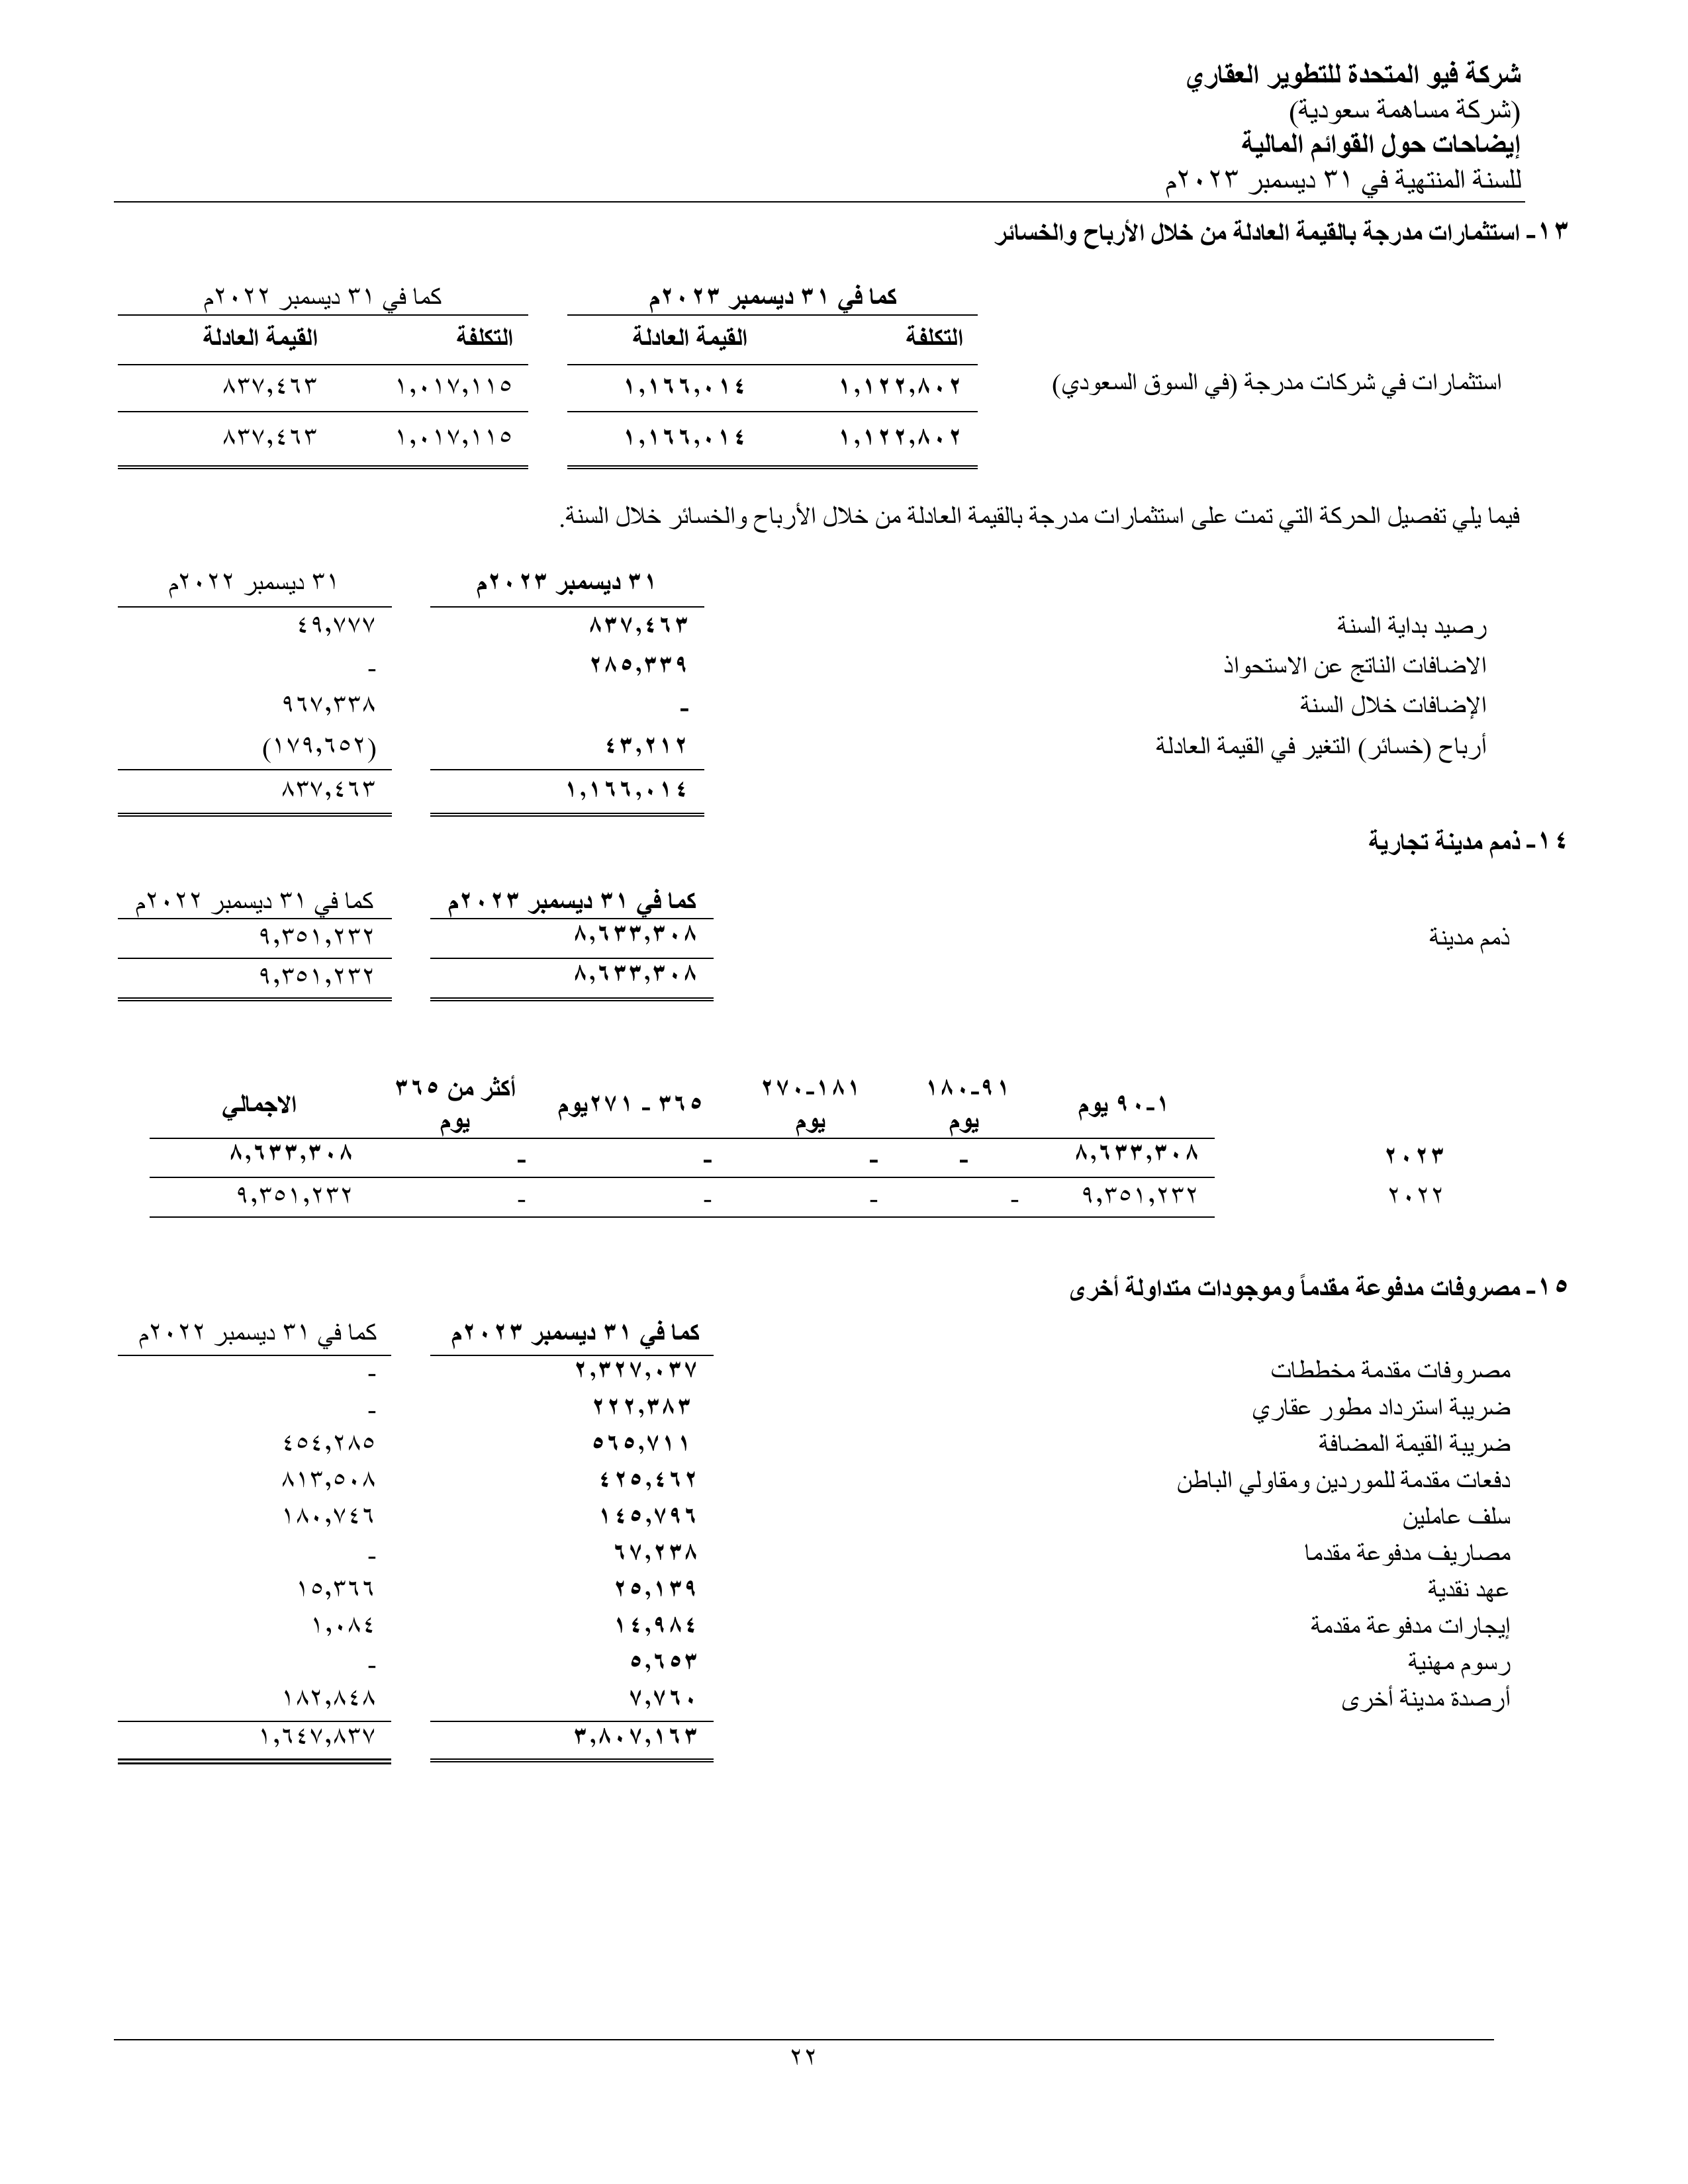 شركة فيو المتحدة للتطوير العقاري
(شركة مساهمة سعودية)
إيضاحات حول القوائم المالية
للسنة المنتهية في ٣١ ديسمبر ٢٠٢٣م
١٣- استثمارات مدرجة بالقيمة العادلة من خلال الأرباح والخسائر
كما في ٣١ ديسمبر ٢٠٢٣م كما في ٣١ ديسمبر ٢٠٢٢م
التكلفة القيمة العادلة التكلفة القيمة العادلة
استثمارات في شركات مدرجة (في السوق السعودي) ١,١٢٢,٨٠٢ ١,١٦٦,٠١٤ ١,٠١٧,١١٥ ٨٣٧,٤٦٣
١,١٢٢,٨٠٢ ١,١٦٦,٠١٤ ١,٠١٧,١١٥ ٨٣٧,٤٦٣
فيما يلي تفصيل الحركة التي تمت على استثمارات مدرجة بالقيمة العادلة من خلال الأرباح والخسائر خلال السنة.
٣١ ديسمبر ٢٠٢٣م ٣١ ديسمبر ٢٠٢٢م
رصيد بداية السنة ٨٣٧,٤٦٣ ٤٩,٧٧٧
الاضافات الناتج عن الاستحواذ ٢٨٥,٣٣٩ -
الإضافات خلال السنة - ٩٦٧,٣٣٨
أرباح (خسائر) التغير في القيمة العادلة ٤٣,٢١٢ (١٧٩,٦٥٢)
١,١٦٦,٠١٤ ٨٣٧,٤٦٣
١٤- ذمم مدينة تجارية
كما في ٣١ ديسمبر ٢٠٢٣م كما في ٣١ ديسمبر ٢٠٢٢م
ذمم مدينة ٨,٦٣٣,٣٠٨ ٩,٣٥١,٢٣٢
٨,٦٣٣,٣٠٨ ٩,٣٥١,٢٣٢
١-٩٠ يوم ٩١-١٨٠ يوم ١٨١-٢٧٠ يوم ٣٦٥ - ٢٧١يوم أكثر من ٣٦٥ يوم الاجمالي
٢٠٢٣ ٨,٦٣٣,٣٠٨ - - - - ٨,٦٣٣,٣٠٨
٢٠٢٢ ٩,٣٥١,٢٣٢ - - - - ٩,٣٥١,٢٣٢
١٥- مصروفات مدفوعة مقدماً وموجودات متداولة أخرى
كما في ٣١ ديسمبر ٢٠٢٣م كما في ٣١ ديسمبر ٢٠٢٢م
مصروفات مقدمة مخططات ٢,٣٢٧,٠٣٧ -
ضريبة استرداد مطور عقاري ٢٢٢,٣٨٣ -
ضريبة القيمة المضافة ٥٦٥,٧١١ ٤٥٤,٢٨٥
دفعات مقدمة للموردين ومقاولي الباطن ٤٢٥,٤٦٢ ٨١٣,٥٠٨
سلف عاملين ١٤٥,٧٩٦ ١٨٠,٧٤٦
مصاريف مدفوعة مقدما ٦٧,٢٣٨ -
عهد نقدية ٢٥,١٣٩ ١٥,٣٦٦
إيجارات مدفوعة مقدمة ١٤,٩٨٤ ١,٠٨٤
رسوم مهنية ٥,٦٥٣ -
أرصدة مدينة أخرى ٧,٧٦٠ ١٨٢,٨٤٨
٣,٨٠٧,١٦٣ ١,٦٤٧,٨٣٧
٢٢